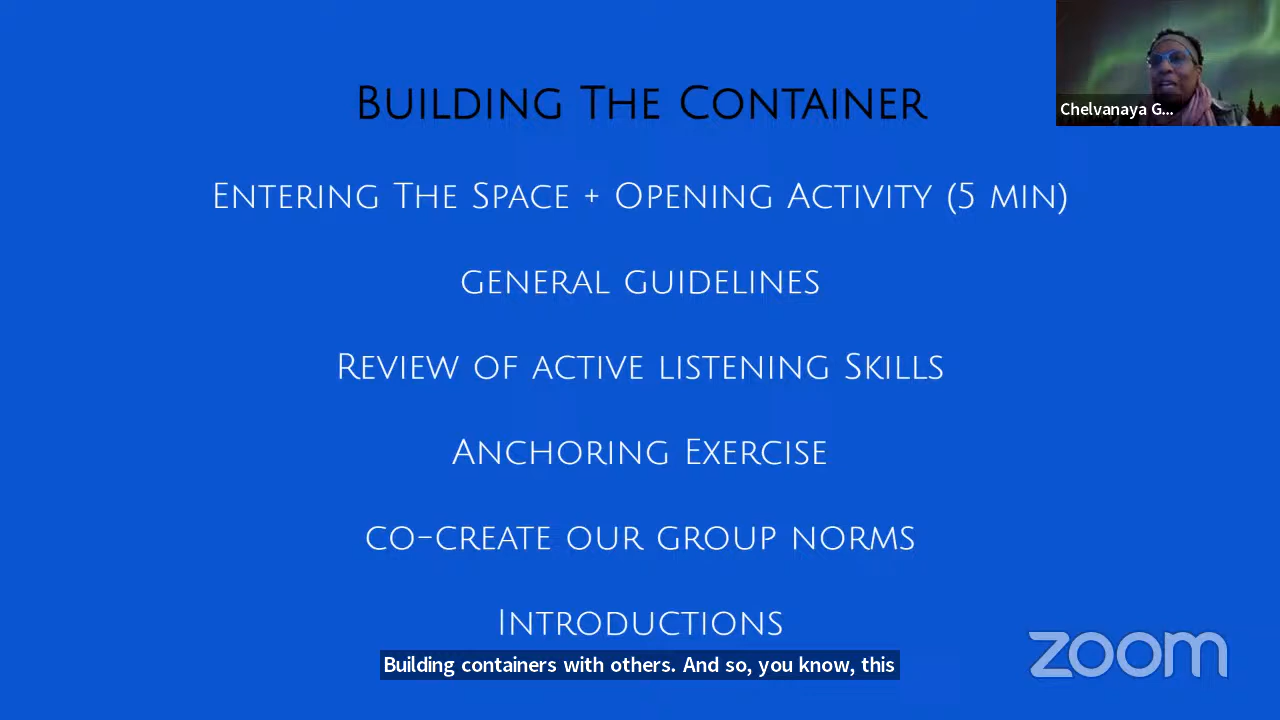 Building The Container
Chelvanaya G...
Entering The Space + Opening Activity (5 min)
general guidelines
Review of active listening Skills
Anchoring Exercise
co-create our group norms
Introductions
Building containers with others. And so, you know, this
zoom